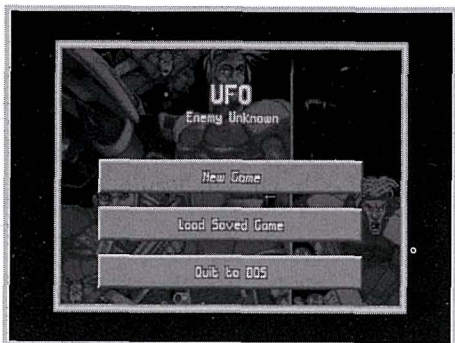 UFO
Enemy Unknown
New Game
Load Saved Game
Quit to DOS